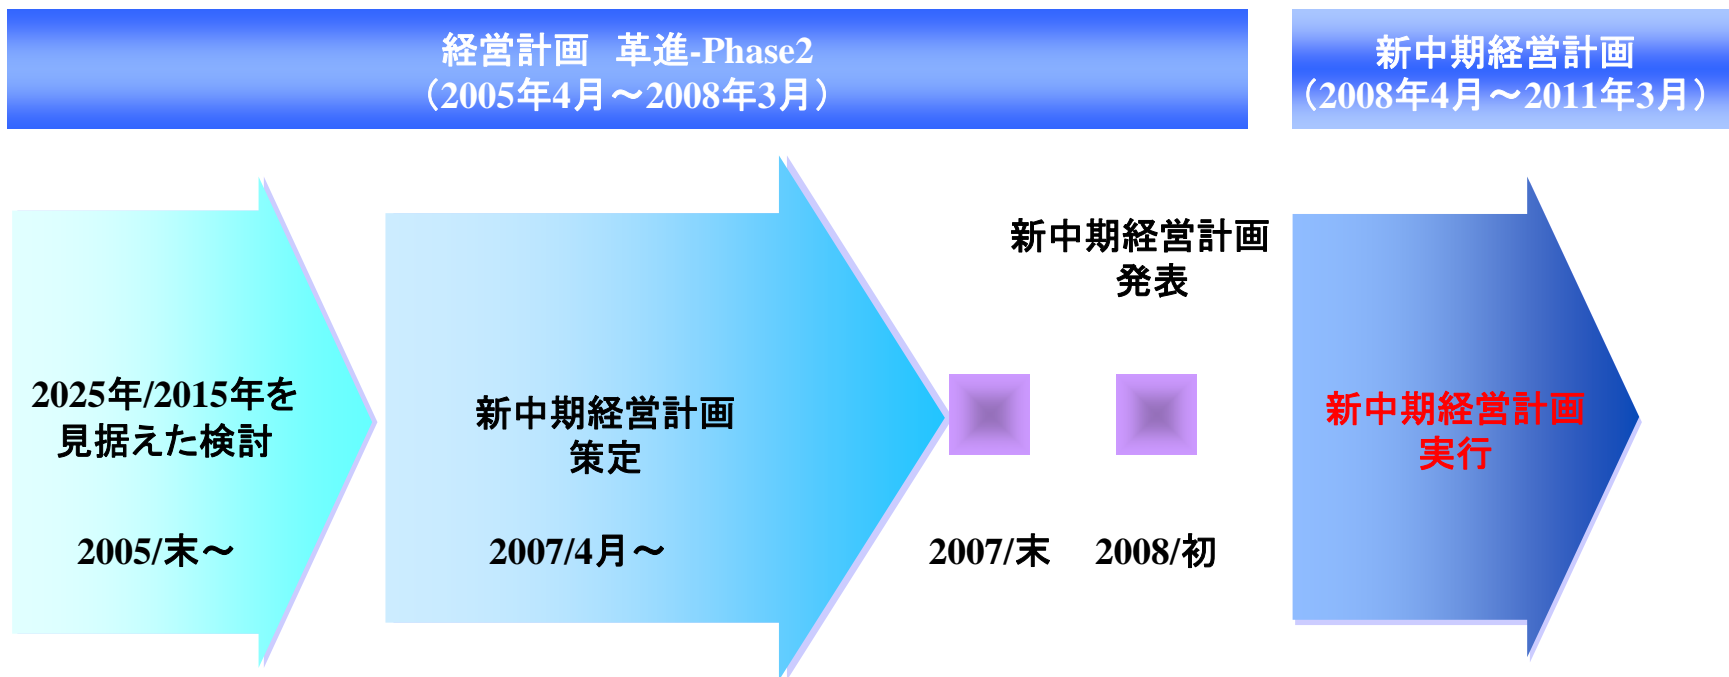 経営計画　革進-Phase2
（2005年4月～2008年3月）
新中期経営計画
（2008年4月～2011年3月）
2025年/2015年を
見据えた検討
2005/末～
新中期経営計画
策定
2007/4月～
新中期経営計画
発表
2007/末
2008/初
新中期経営計画
実行